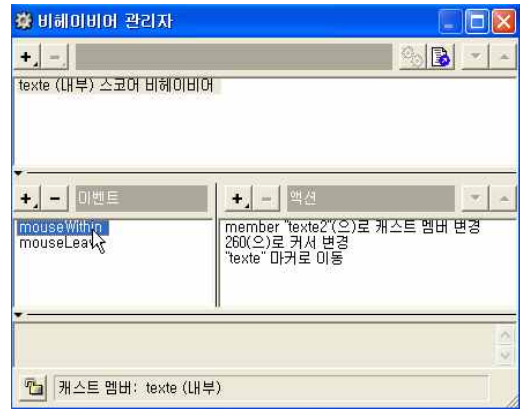 비헤이비어 관리자
texte (내부) 스코어 비헤이비어
이벤트
액션
mouseWithin
mouseLeave
member "texte2"(으)로 캐스트 멤버 변경
260(으)로 커서 변경
"texte" 마커로 이동
캐스트 멤버: texte (내부)